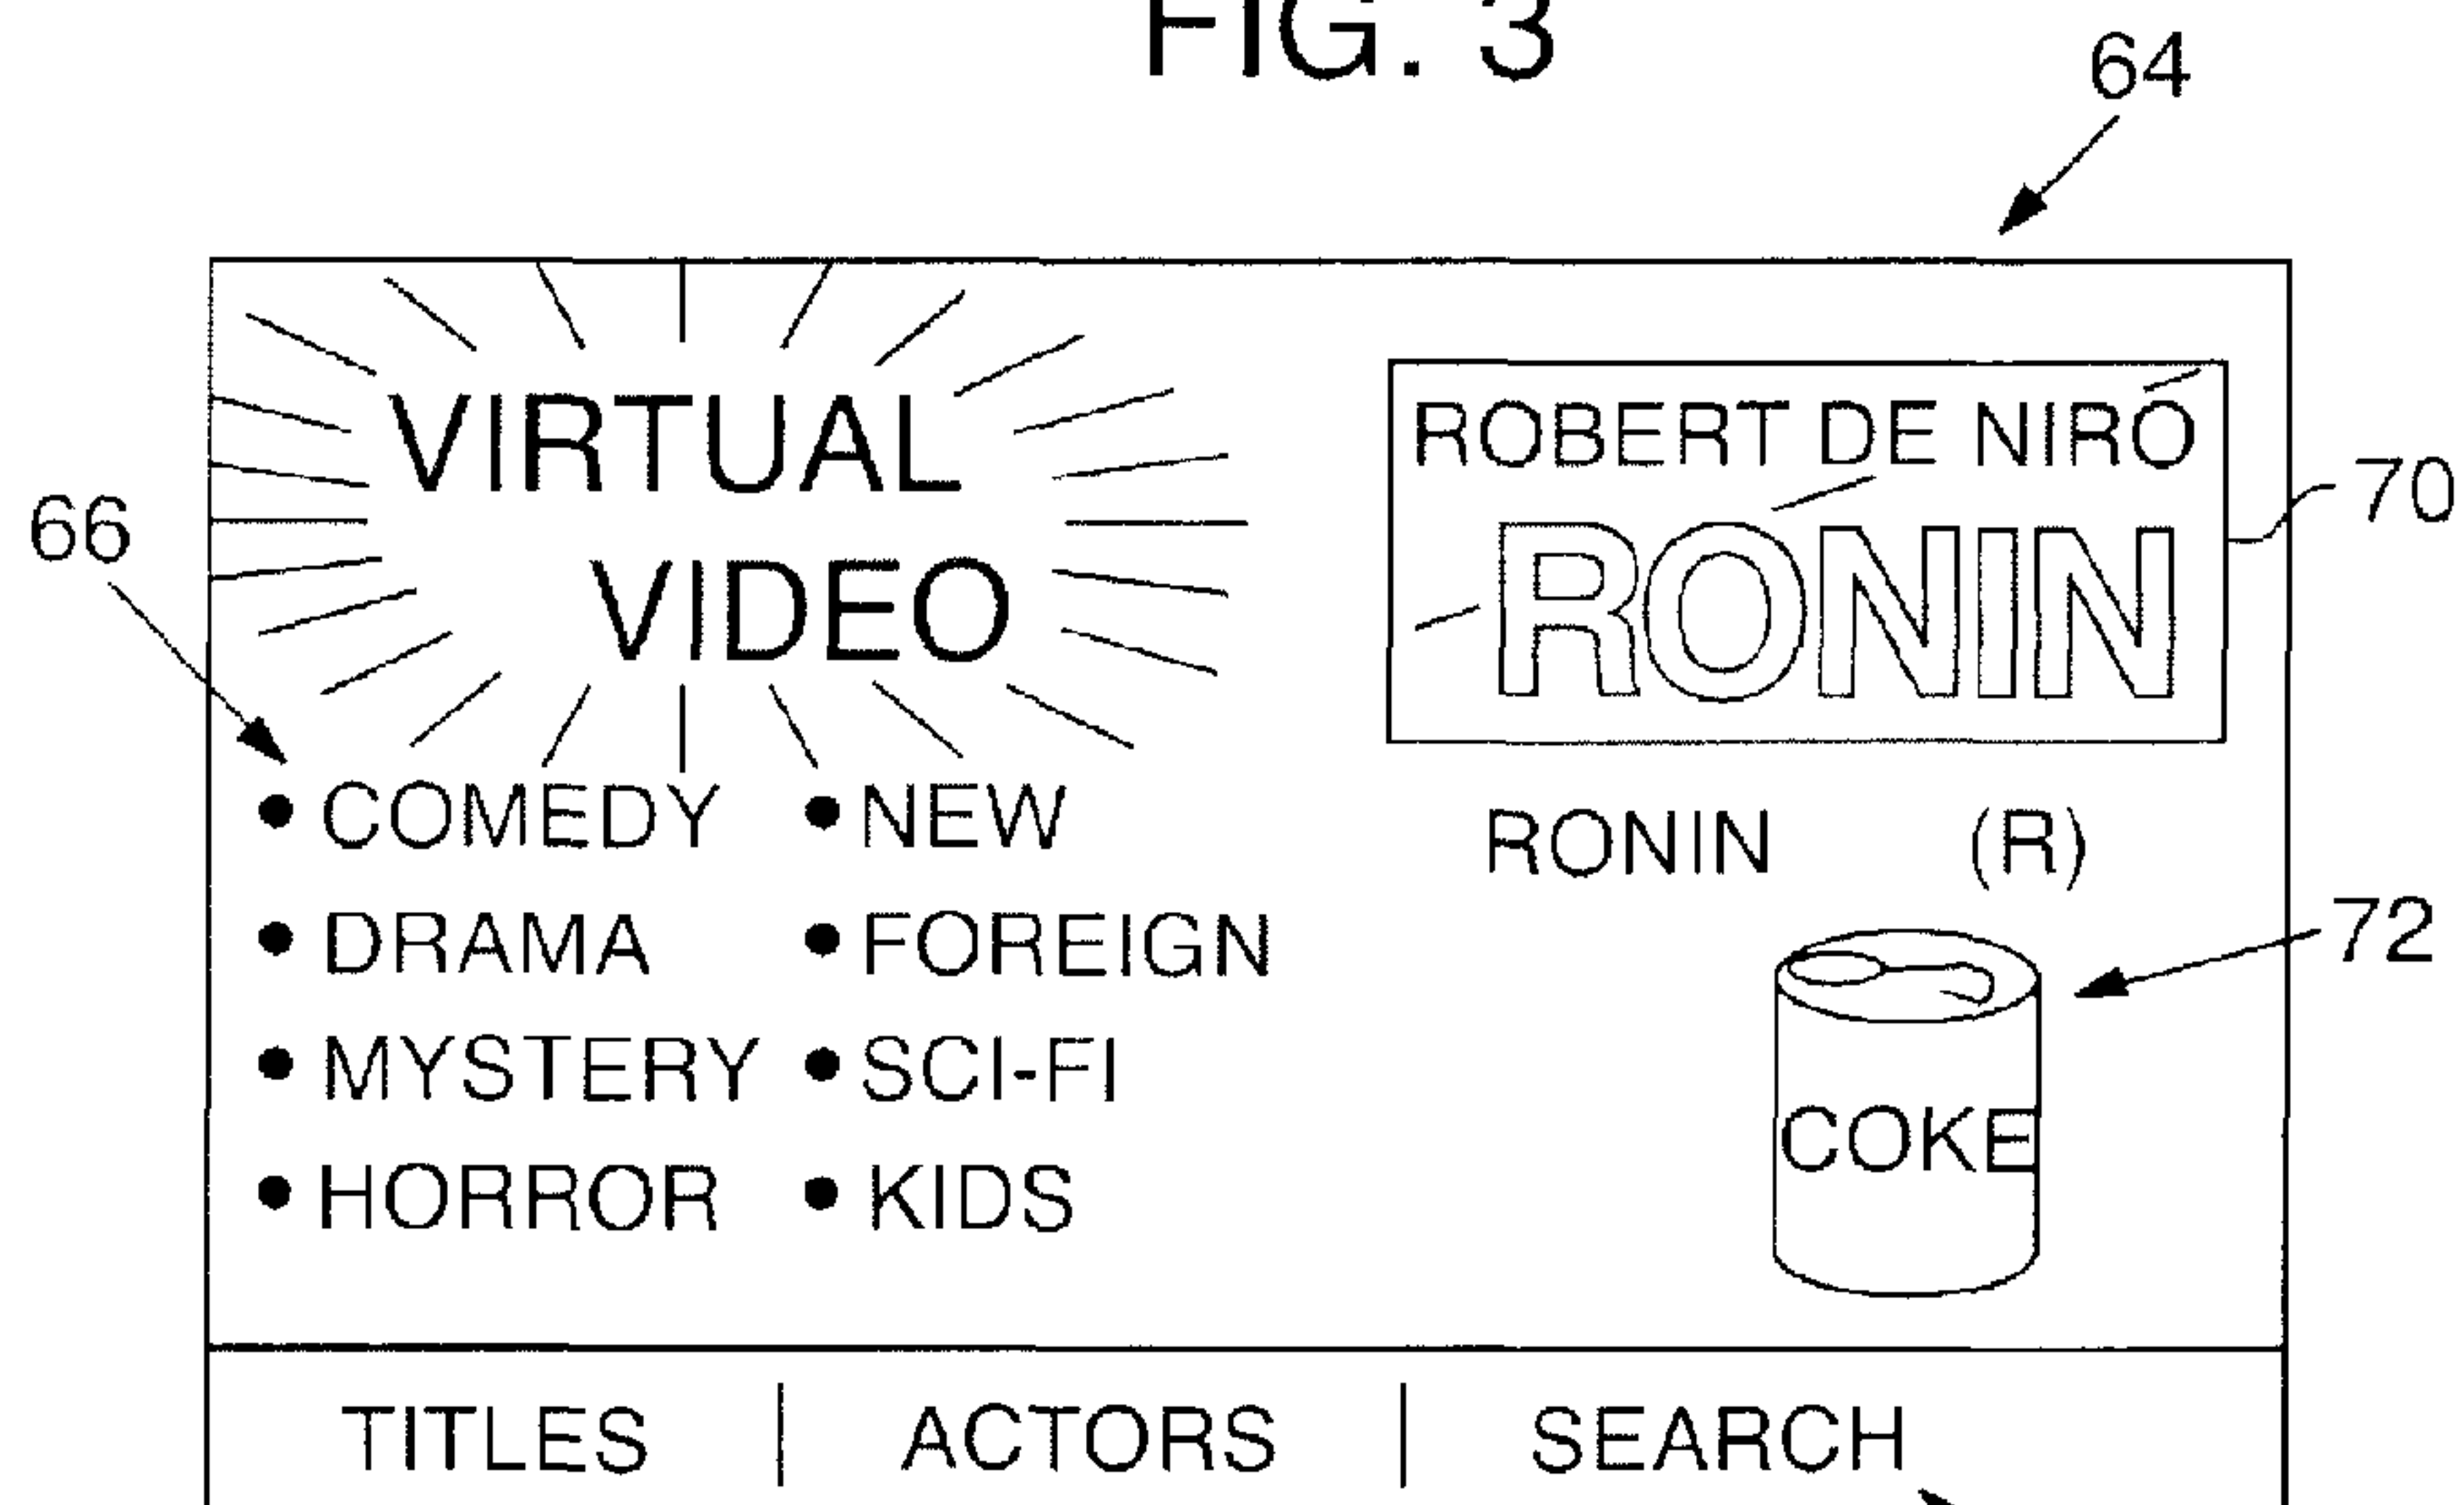 FIG. 3
64
VIRTUAL
VIDEO
66
ROBERT DE NIRO
RONIN
70
• COMEDY • NEW
• DRAMA • FOREIGN
• MYSTERY • SCI-FI
• HORROR • KIDS
RONIN (R)
72
COKE
TITLES | ACTORS | SEARCH